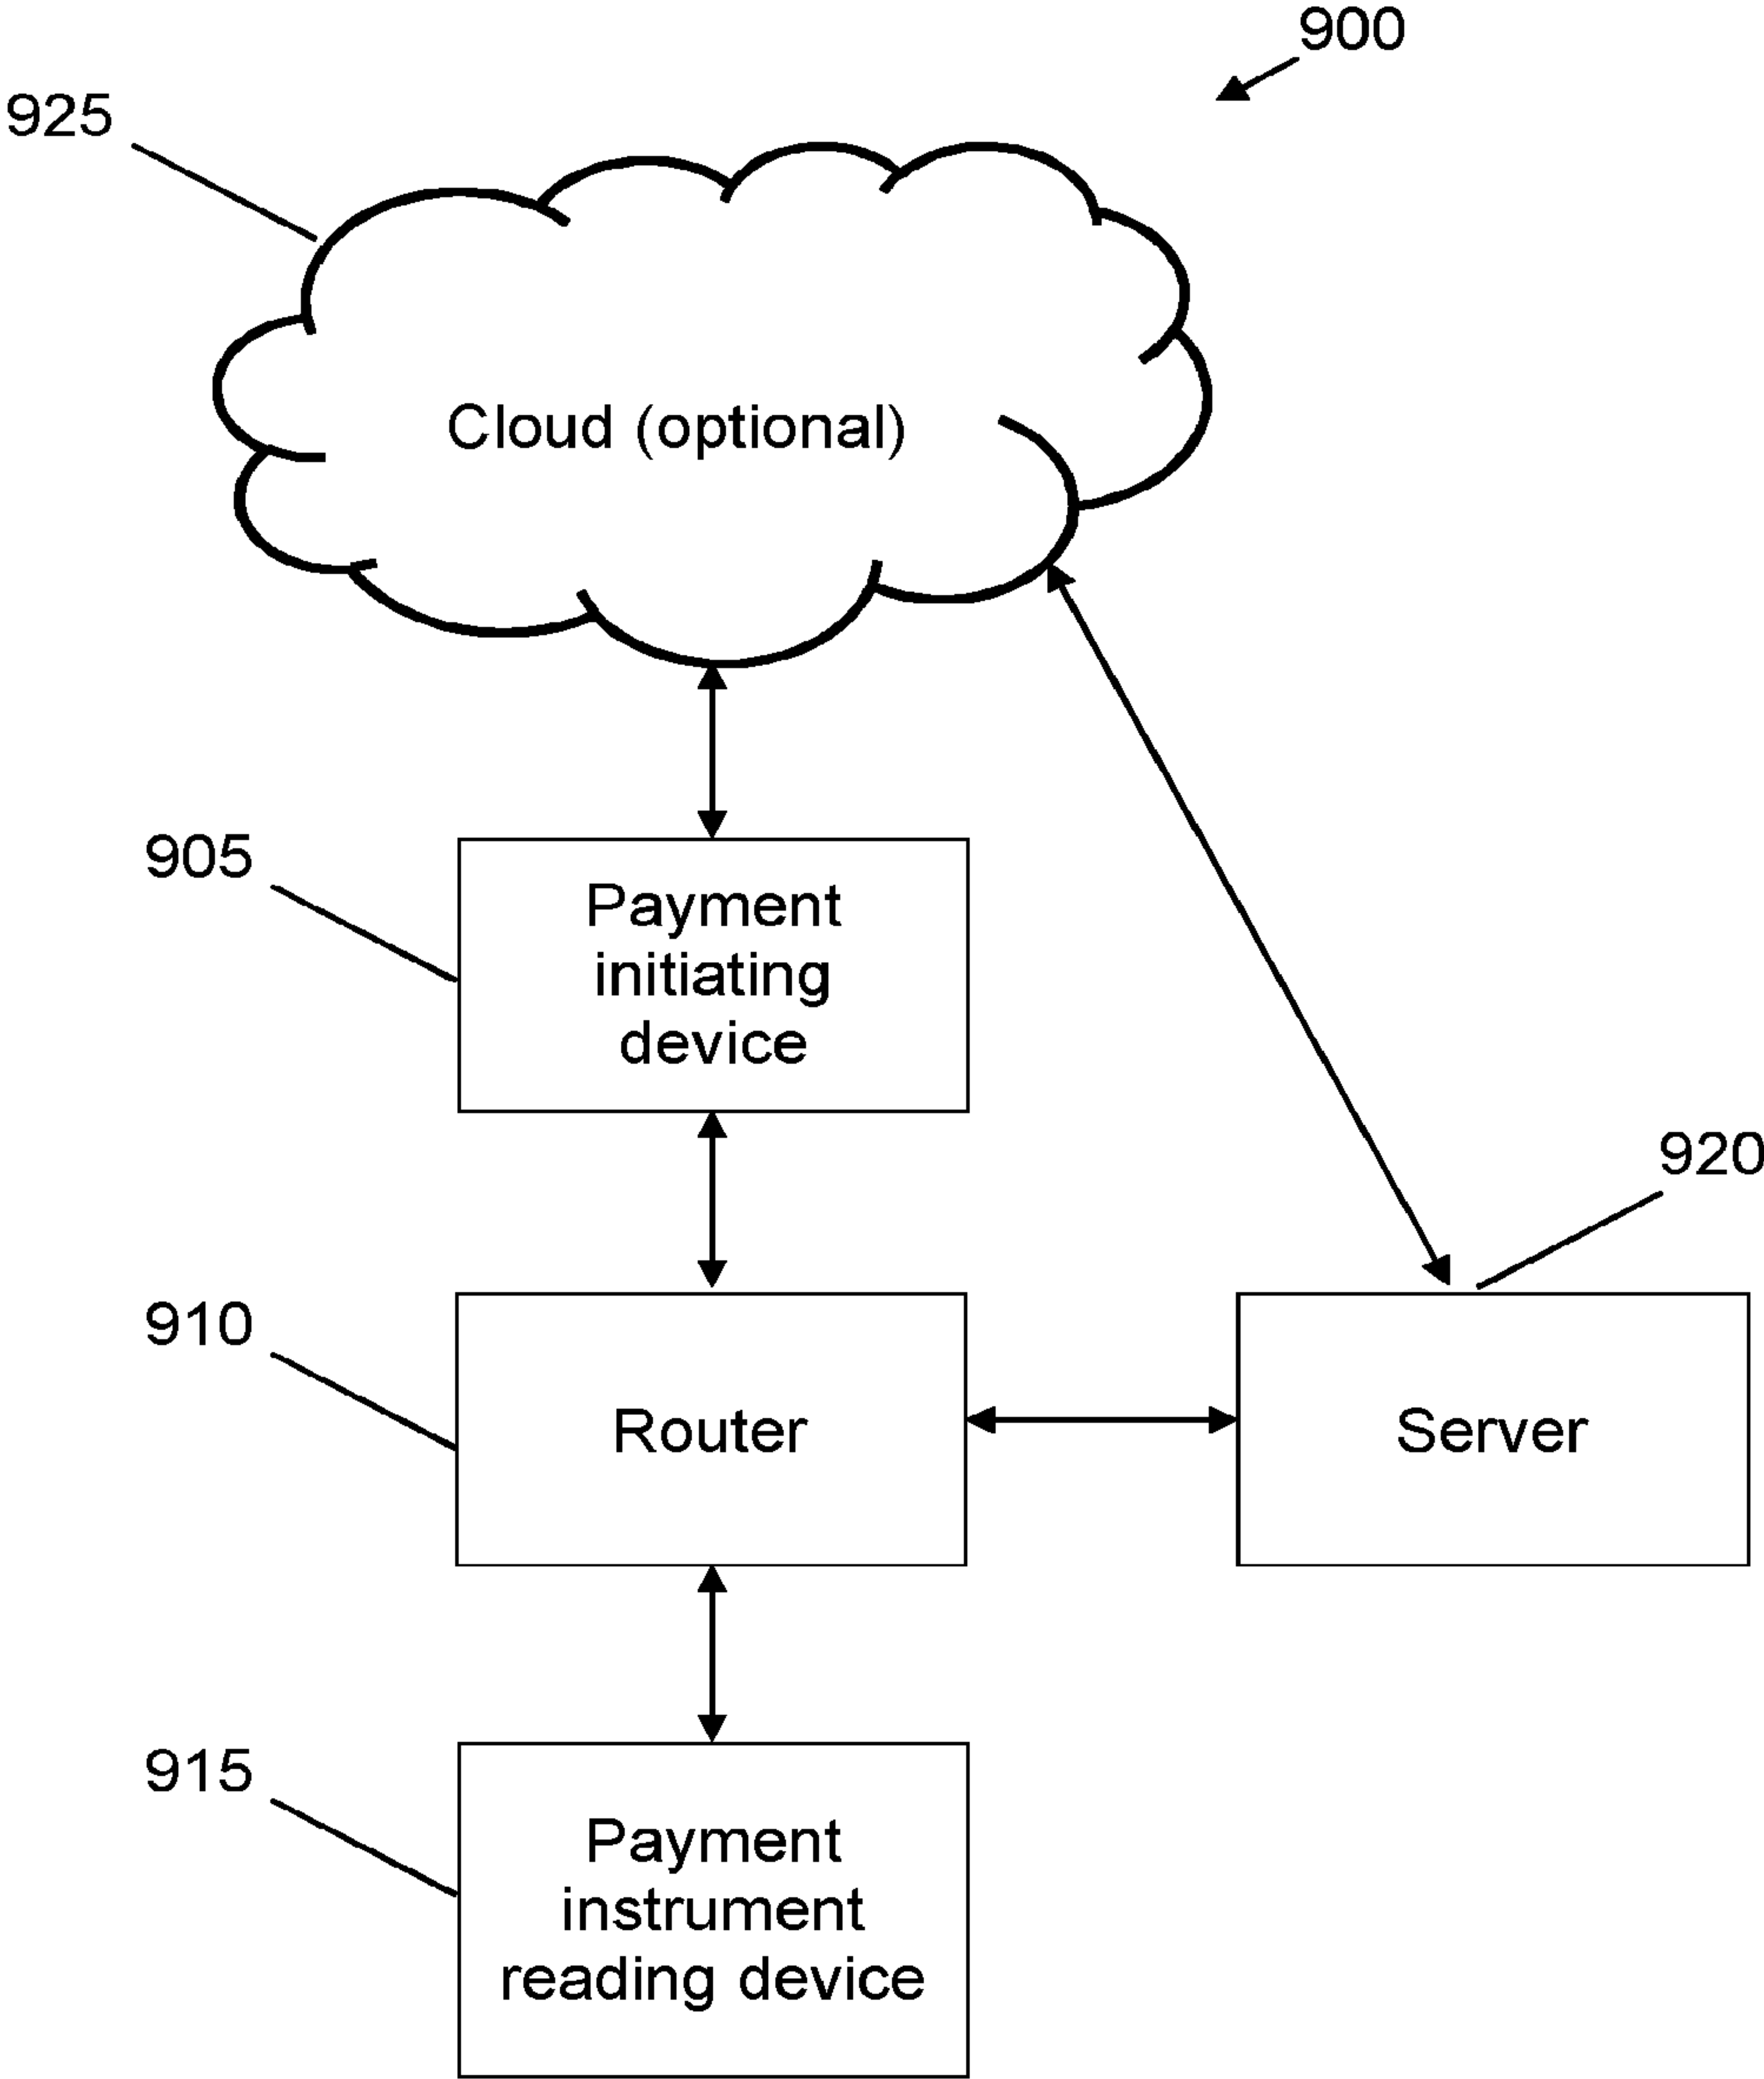 900
925
Cloud (optional)
905
Payment
initiating
device
920
910
Router
Server
915
Payment
instrument
reading device